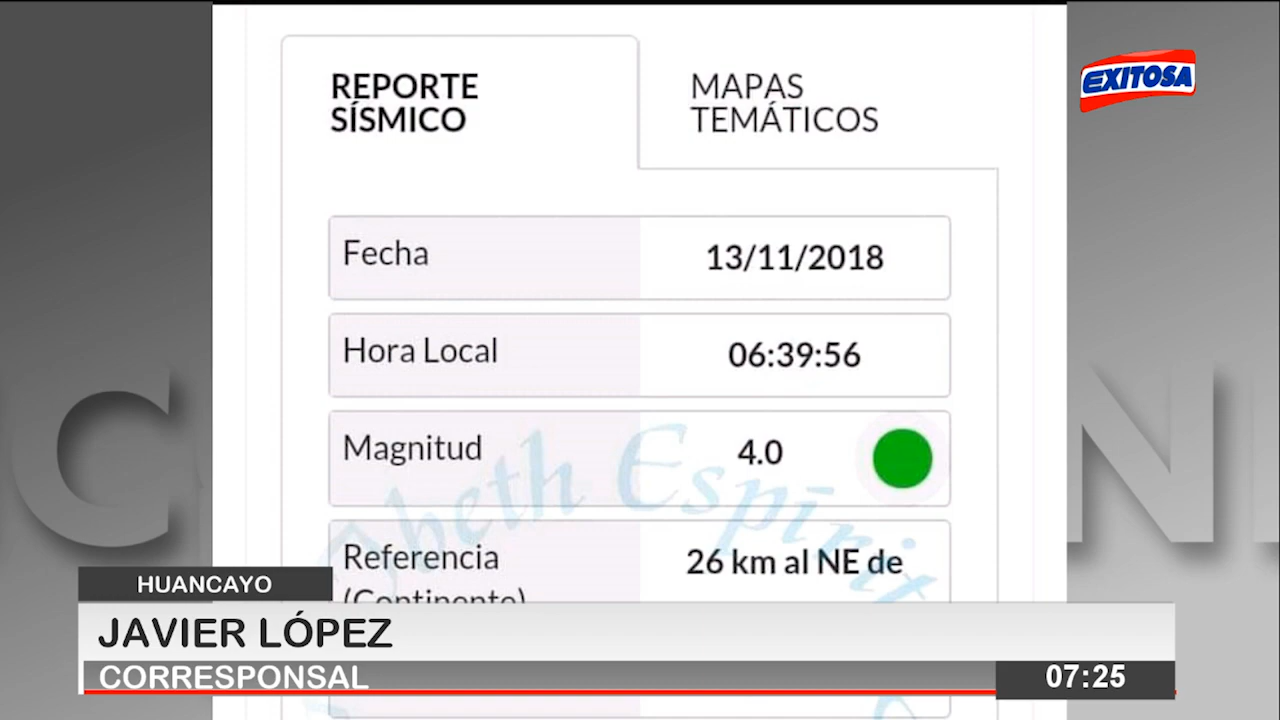 REPORTE
SÍSMICO
MAPAS
TEMÁTICOS
EXITOSA
Fecha
13/11/2018
Hora Local
06:39:56
Magnitud
4.0
Referencia
26 km al NE de
(Continente)
HUANCAYO
JAVIER LÓPEZ
CORRESPONSAL
07:25